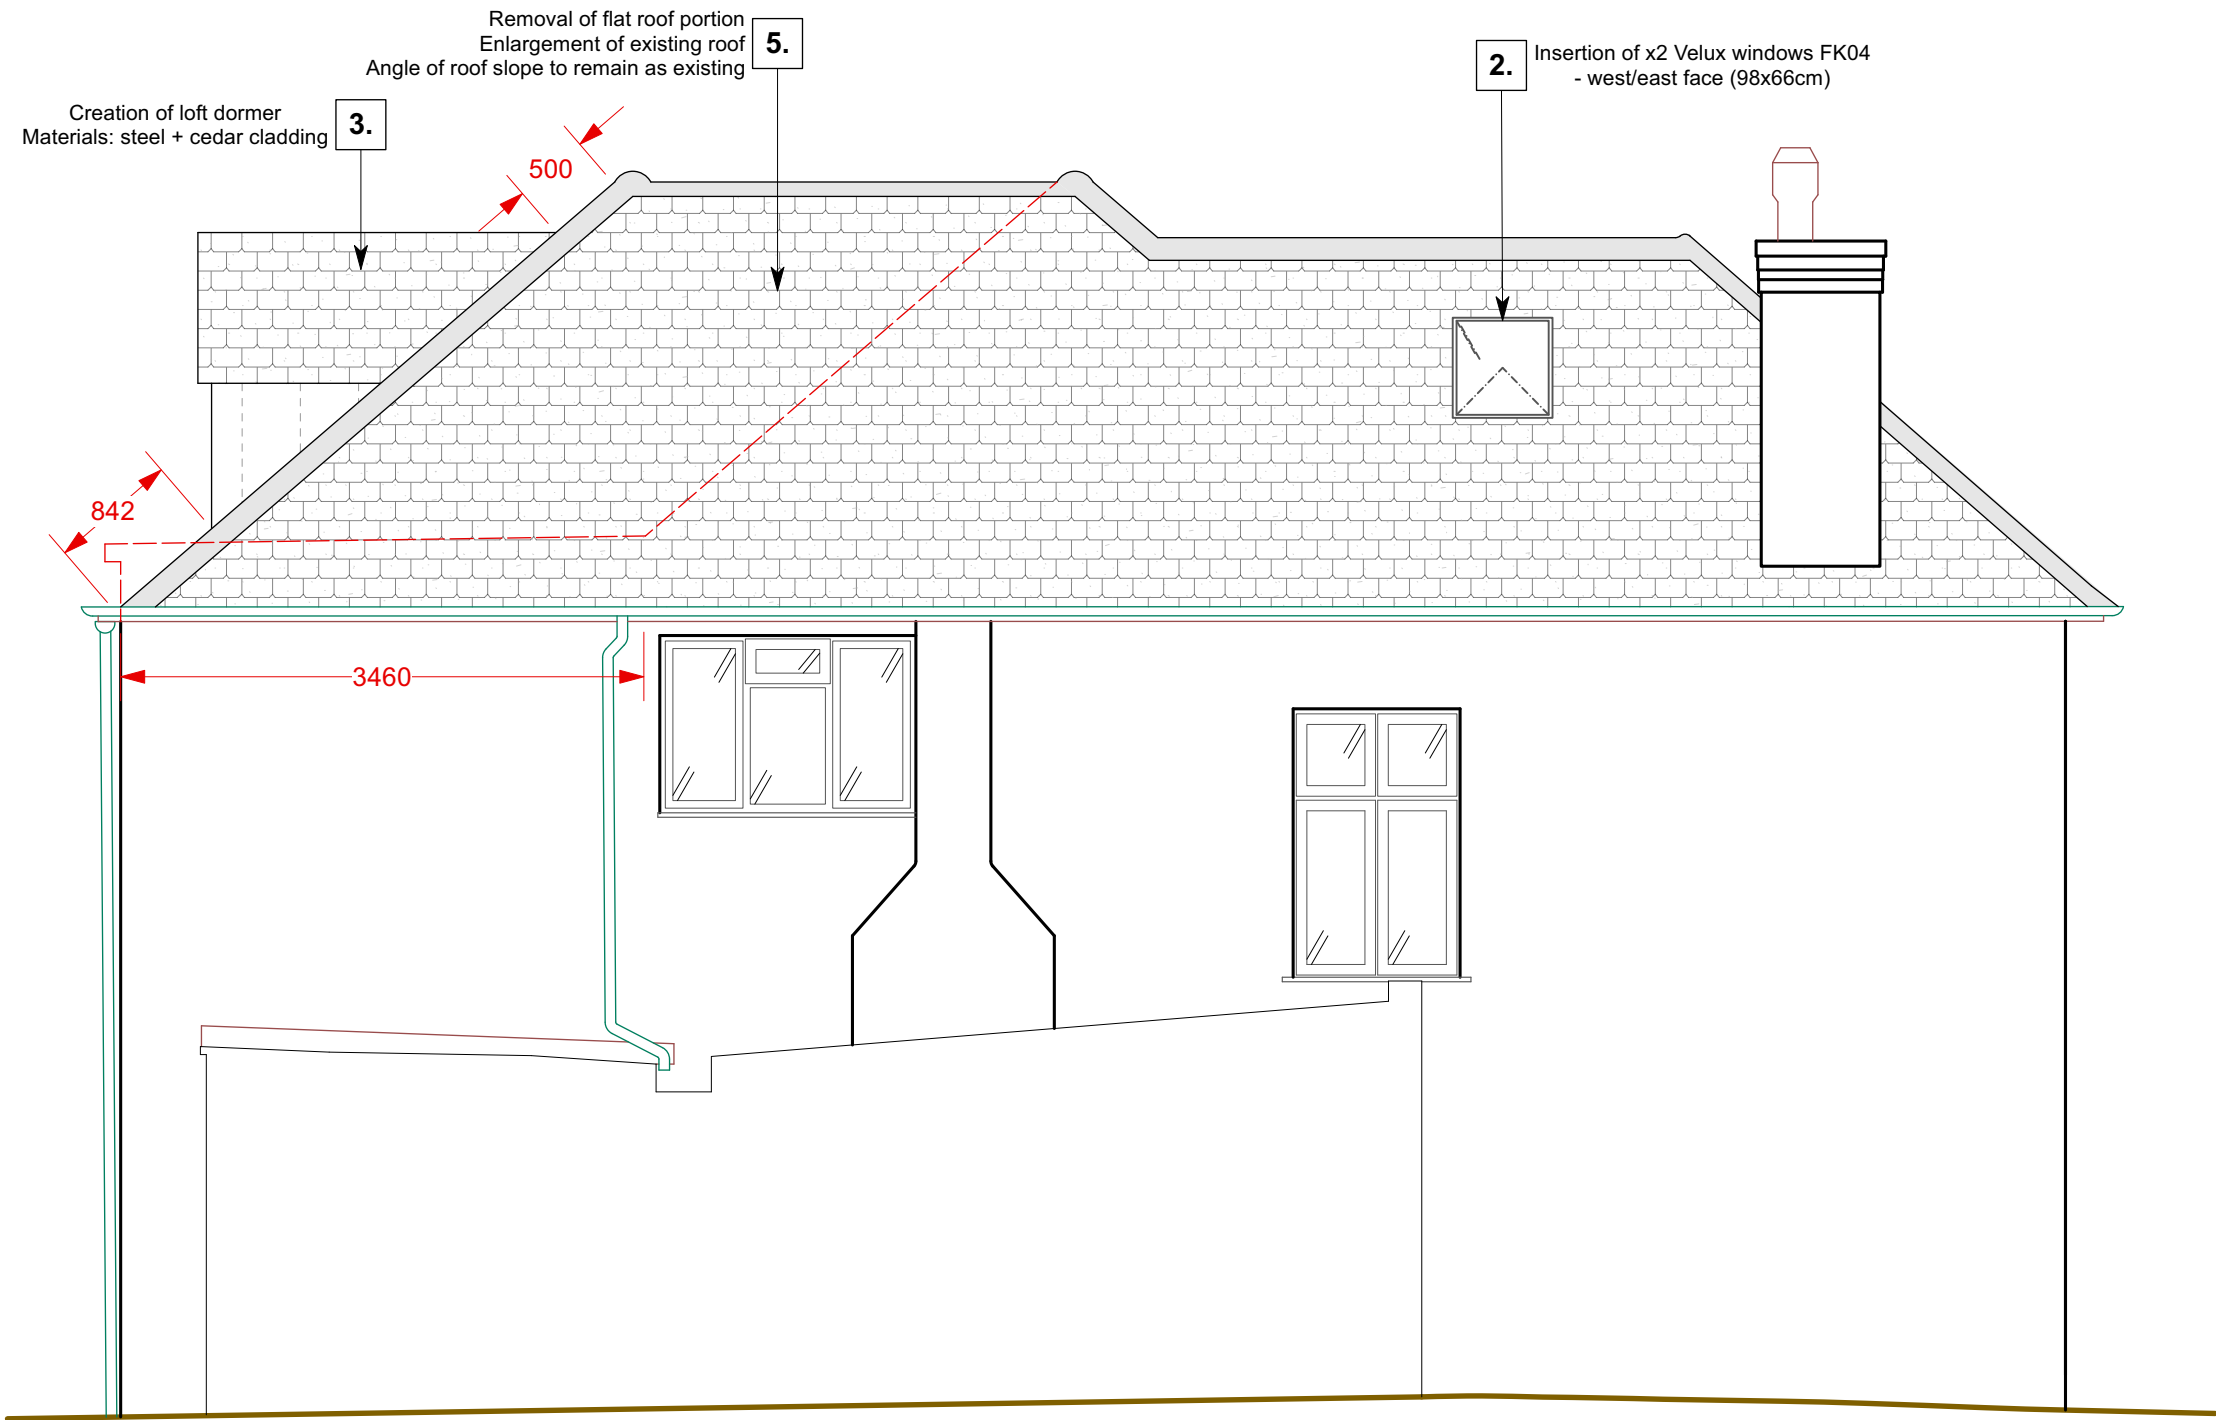 Removal of flat roof portion
Enlargement of existing roof
Angle of roof slope to remain as existing
5.
2.
Insertion of x2 Velux windows FK04
- west/east face (98x66cm)
Creation of loft dormer
Materials: steel + cedar cladding
3.
500
842
3460